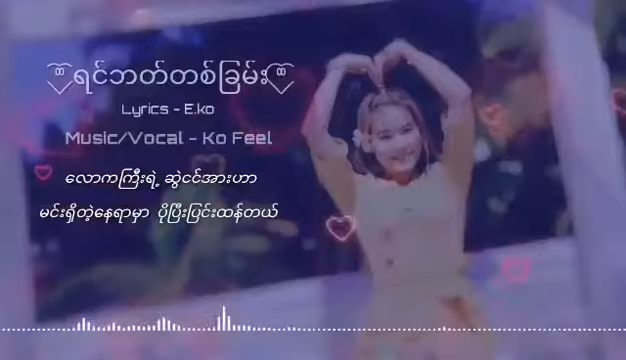 ရင်ဘတ်တစ်ခြမ်း
Lyrics - E.ko
Music/Vocal - Ko Feel
လောကကြီးရဲ့ ဆွဲငင်အားဟာ
မင်းရှိတဲ့နေရာမှာ ပိုပြီးပြင်းထန်တယ်